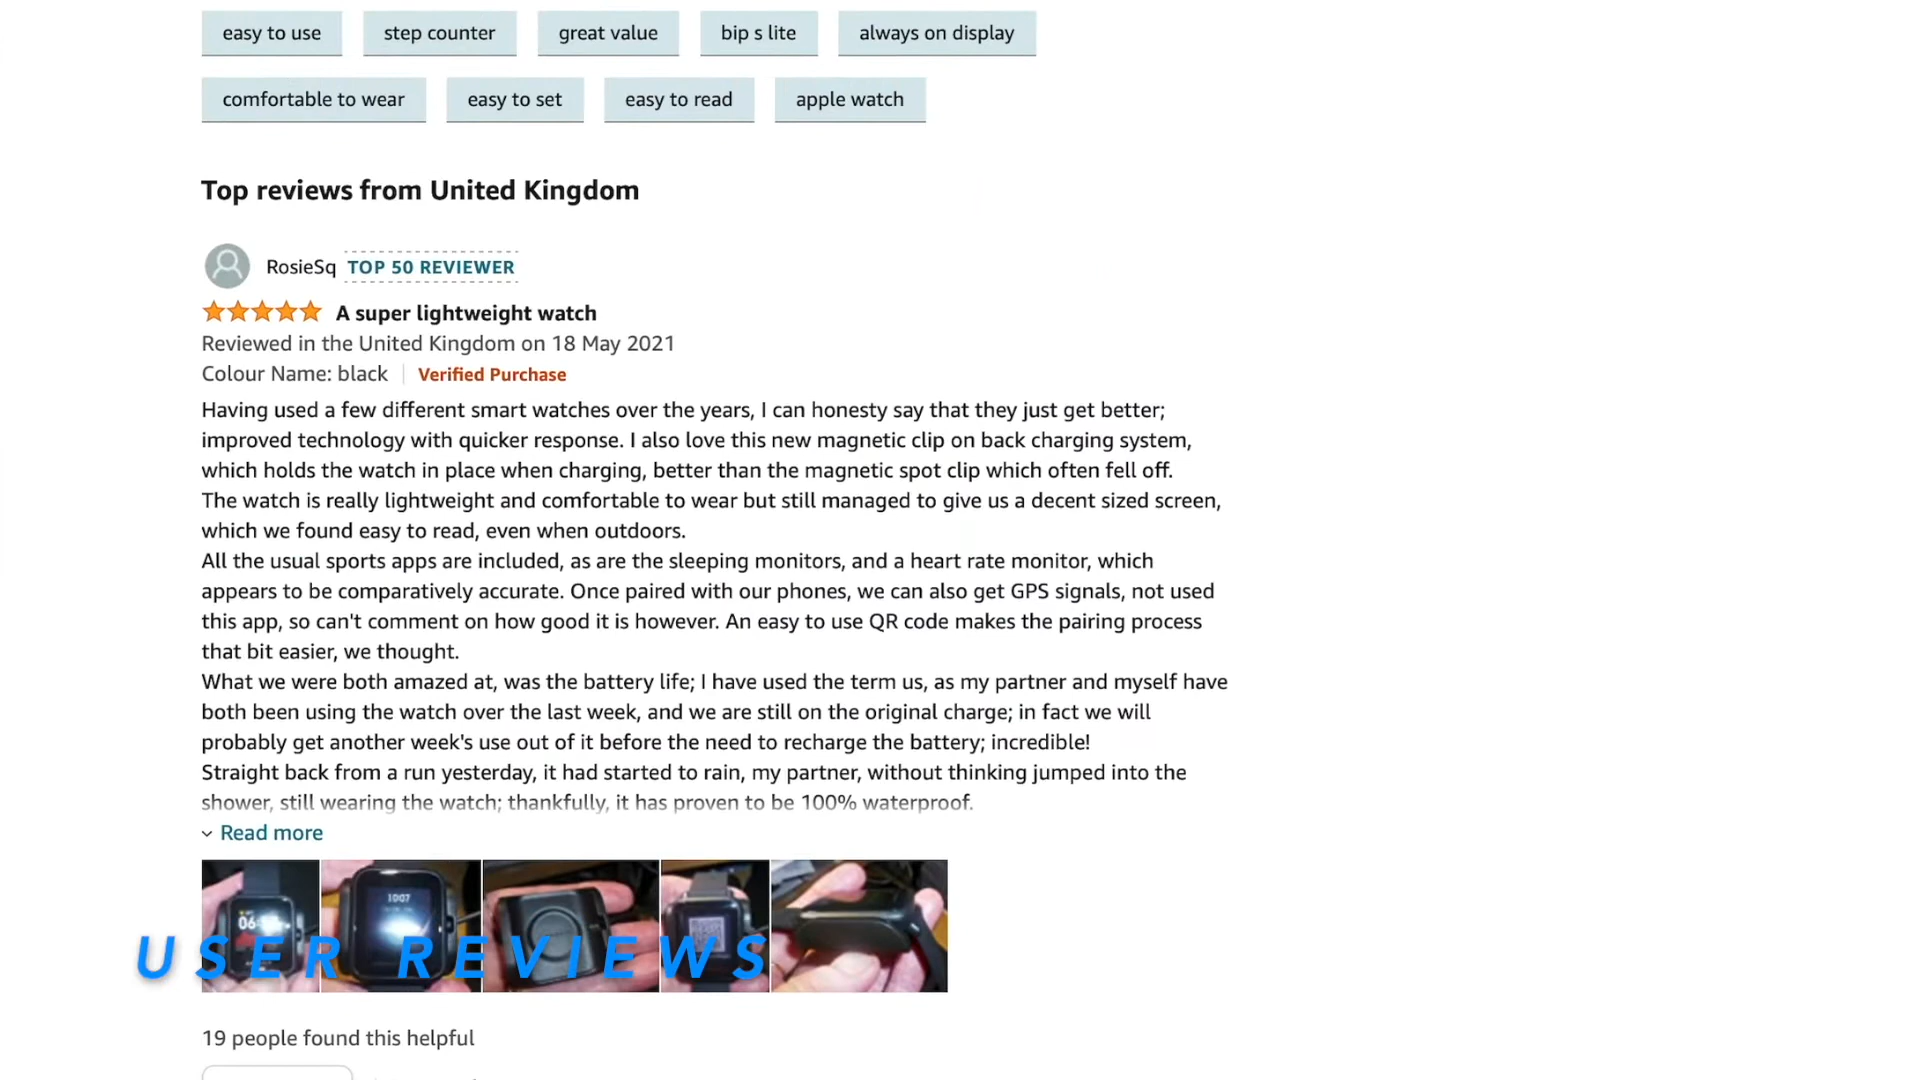 easy to use step counter great value bip s lite always on display
comfortable to wear easy to set easy to read apple watch
Top reviews from United Kingdom
RosieSq TOP 50 REVIEWER
A super lightweight watch
Reviewed in the United Kingdom on 18 May 2021
Colour Name: black Verified Purchase
Having used a few different smart watches over the years, I can honesty say that they just get better;
improved technology with quicker response. I also love this new magnetic clip on back charging system,
which holds the watch in place when charging, better than the magnetic spot clip which often fell off.
The watch is really lightweight and comfortable to wear but still managed to give us a decent sized screen,
which we found easy to read, even when outdoors.
All the usual sports apps are included, as are the sleeping monitors, and a heart rate monitor, which
appears to be comparatively accurate. Once paired with our phones, we can also get GPS signals, not used
this app, so can't comment on how good it is however. An easy to use QR code makes the pairing process
that bit easier, we thought.
What we were both amazed at, was the battery life; I have used the term us, as my partner and myself have
both been using the watch over the last week, and we are still on the original charge; in fact we will
probably get another week's use out of it before the need to recharge the battery; incredible!
Straight back from a run yesterday, it had started to rain, my partner, without thinking jumped into the
shower, still wearing the watch; thankfully, it has proven to be 100% waterproof.
Read more
1007
USER REVIEWS
19 people found this helpful